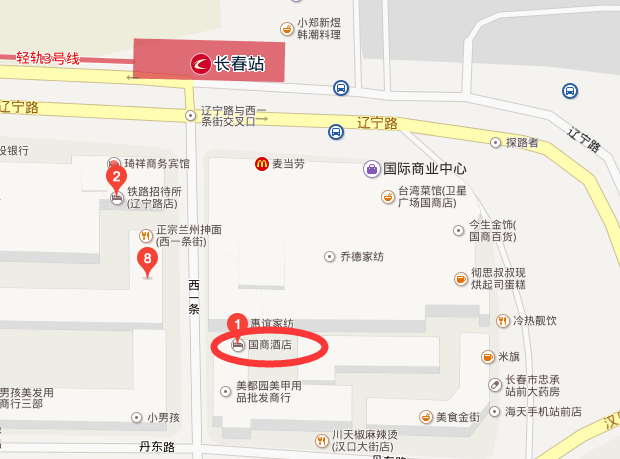 小郑新煜
韩潮料理
轻轨3号线
长春站
辽宁路
辽宁路与西一
条街交叉口
辽宁路
辽宁路
探路者
设银行
琦祥商务宾馆
麦当劳
国际商业中心
2
铁路招待所
(辽宁路店)
台湾菜馆(卫星
广场国商店)
今生金饰(
国商百货)
正宗兰州抻面
(西一条街)
8
乔德家纺
彻思叔叔现
烘起司蛋糕
西一条
1
惠谊家纺
冷热靓饮
国商酒店
米旗
美都园美甲用
品批发商行
长春市忠承
站前大药房
男孩美发用
商行三部
小男孩
美食金街
海天手机站前店
汉
丹东路
川天椒麻辣烫
(汉口大街店)
丹东路